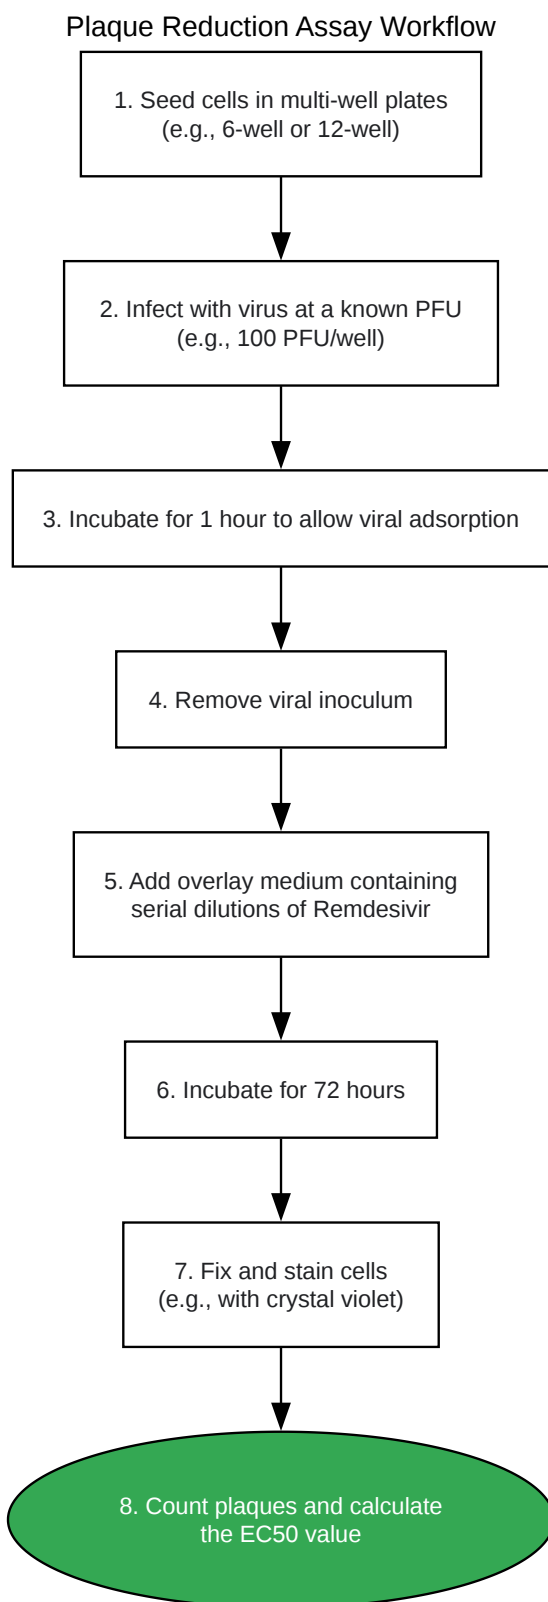 Plaque Reduction Assay Workflow
1. Seed cells in multi-well plates
(e.g., 6-well or 12-well)
2. Infect with virus at a known PFU
(e.g., 100 PFU/well)
3. Incubate for 1 hour to allow viral adsorption
4. Remove viral inoculum
5. Add overlay medium containing
serial dilutions of Remdesivir
6. Incubate for 72 hours
7. Fix and stain cells
(e.g., with crystal violet)
8. Count plaques and calculate
the EC50 value